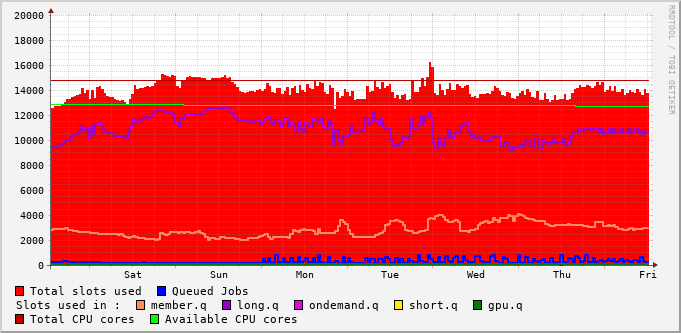 RRDTOOL / TOBI OETIKER
20000
18000
16000
14000
12000
10000
8000
6000
4000
2000
0
Sat Sun Mon Tue Wed Thu Fri
Total slots used Queued Jobs
Slots used in : member.q long.q ondemand.q short.q gpu.q
Total CPU cores Available CPU cores